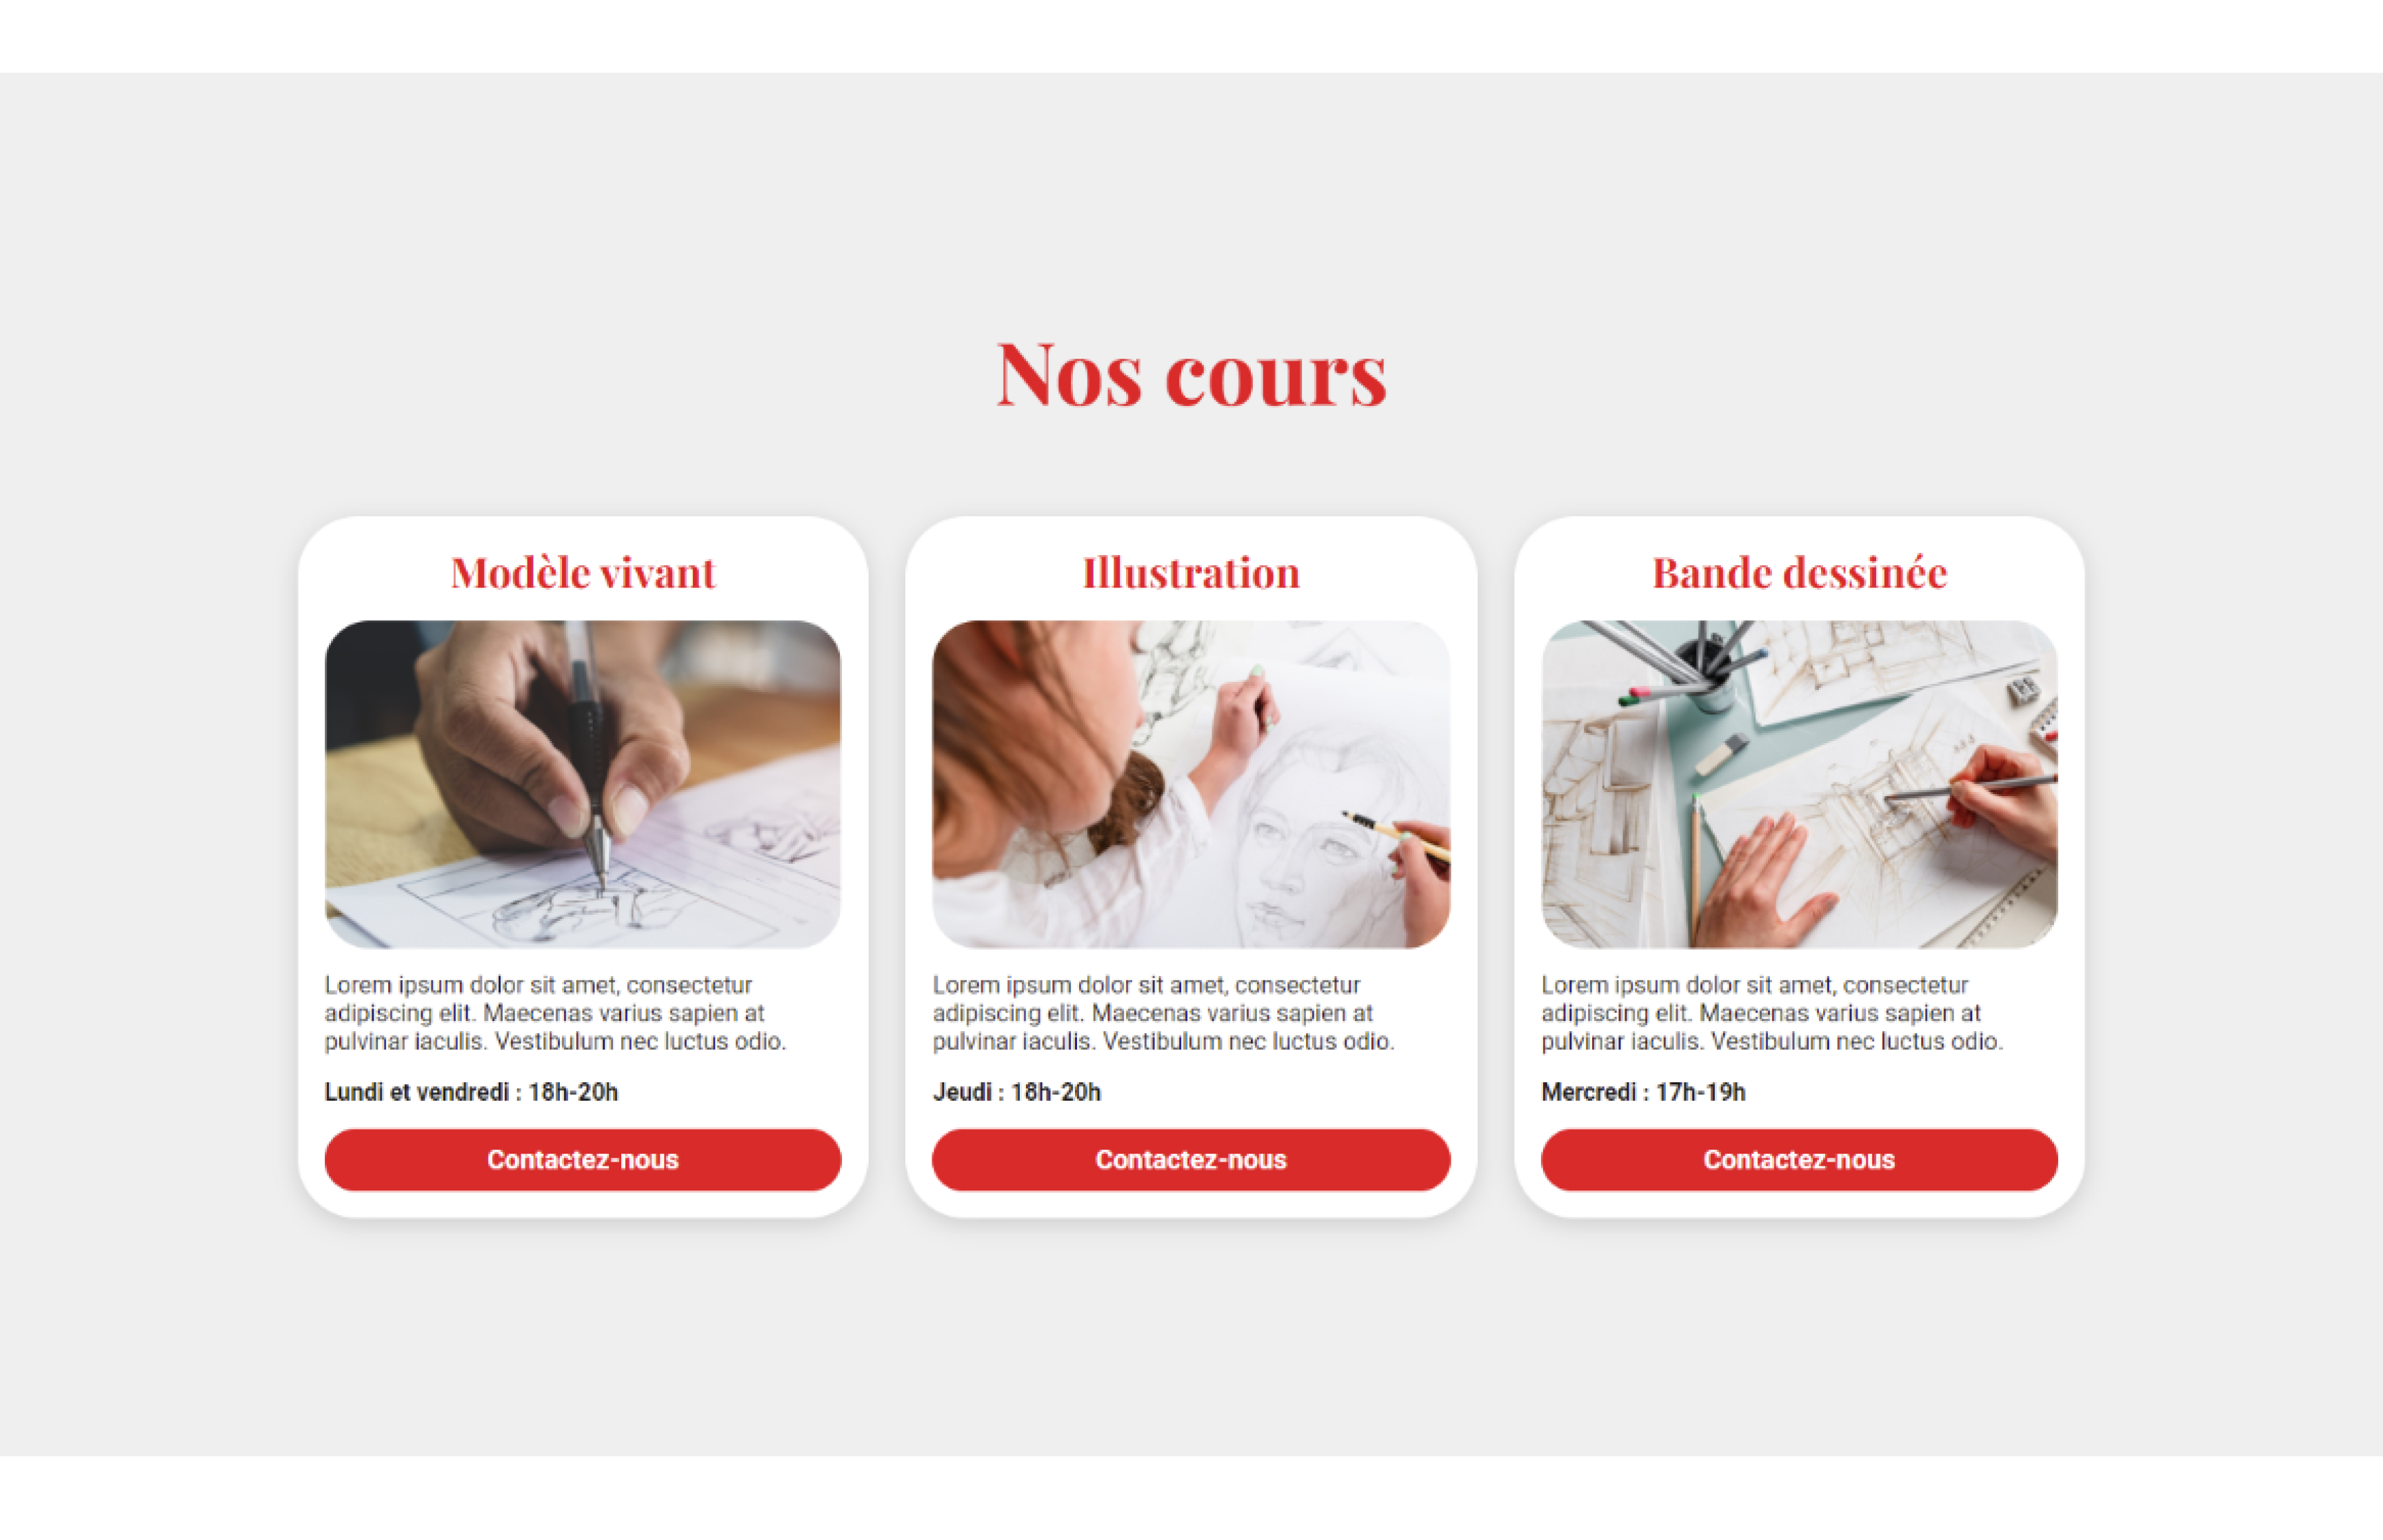 Nos cours
Modèle vivant
Lorem ipsum dolor sit amet, consectetur
adipiscing elit. Maecenas varius sapien at
pulvinar iaculis. Vestibulum nec luctus odio.
Lundi et vendredi : 18h-20h
Contactez-nous
Illustration
Lorem ipsum dolor sit amet, consectetur
adipiscing elit. Maecenas varius sapien at
pulvinar iaculis. Vestibulum nec luctus odio.
Jeudi : 18h-20h
Contactez-nous
Bande dessinée
Lorem ipsum dolor sit amet, consectetur
adipiscing elit. Maecenas varius sapien at
pulvinar iaculis. Vestibulum nec luctus odio.
Mercredi : 17h-19h
Contactez-nous